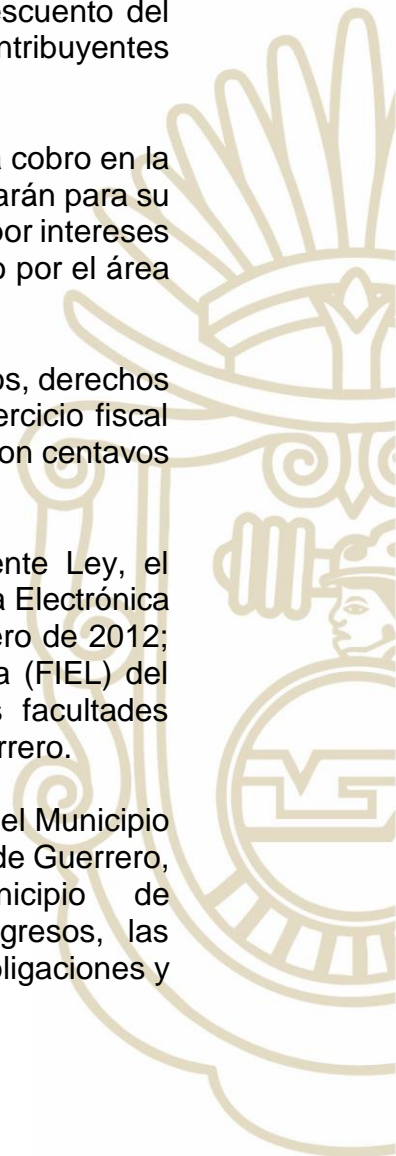 escuento del
ntribuyentes
cobro en la
arán para su
por intereses
o por el área
os, derechos
ercicio fiscal
on centavos
ente Ley, el
a Electrónica
ero de 2012;
a (FIEL) del
s facultades
rrero.
el Municipio
de Guerrero,
nicipio de
gresos, las
bligaciones y